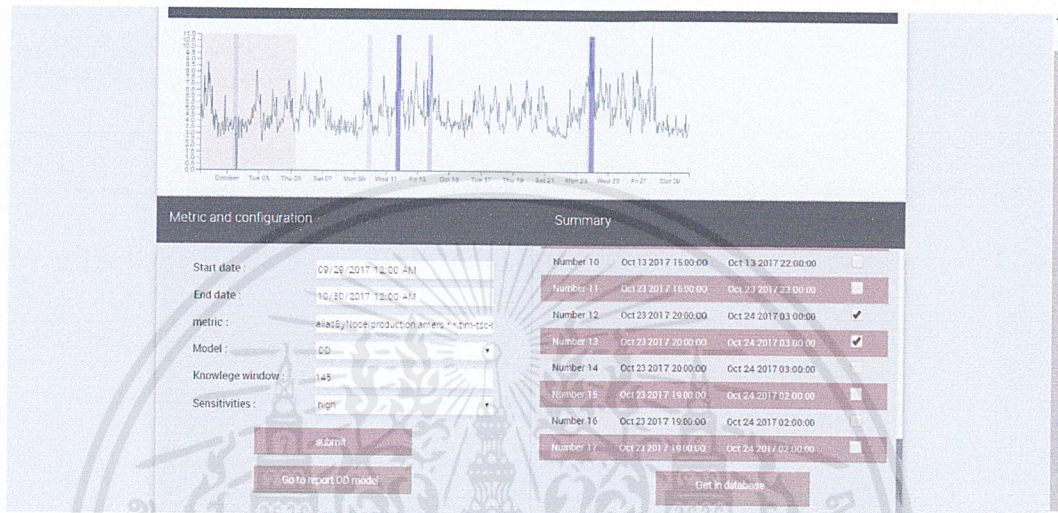 11.0
October Tue 03 Thu 05 Sat 07 Mon 09 Wed 11 Fri 13 Oct 15 Tue 17 Thu 19 Sat 21 Mon 23 Wed 25 Fri 27 Oct 29
Metric and configuration
Start date : 09/29/2017 12:00 AM
End date : 10/30/2017 12:00 AM
metric : aliasByNode(production.amers.*.*.tim-tsc-
Model : DD
Knowlege window : 145
Sensitivities : high
submit
Go to report DD model
Summary
Number 10 Oct 13 2017 15:00:00 Oct 13 2017 22:00:00
Number 11 Oct 23 2017 16:00:00 Oct 23 2017 23:00:00
Number 12 Oct 23 2017 20:00:00 Oct 24 2017 03:00:00
Number 13 Oct 23 2017 20:00:00 Oct 24 2017 03:00:00
Number 14 Oct 23 2017 20:00:00 Oct 24 2017 03:00:00
Number 15 Oct 23 2017 19:00:00 Oct 24 2017 02:00:00
Number 16 Oct 23 2017 19:00:00 Oct 24 2017 02:00:00
Number 17 Oct 23 2017 19:00:00 Oct 24 2017 02:00:00
Get in database